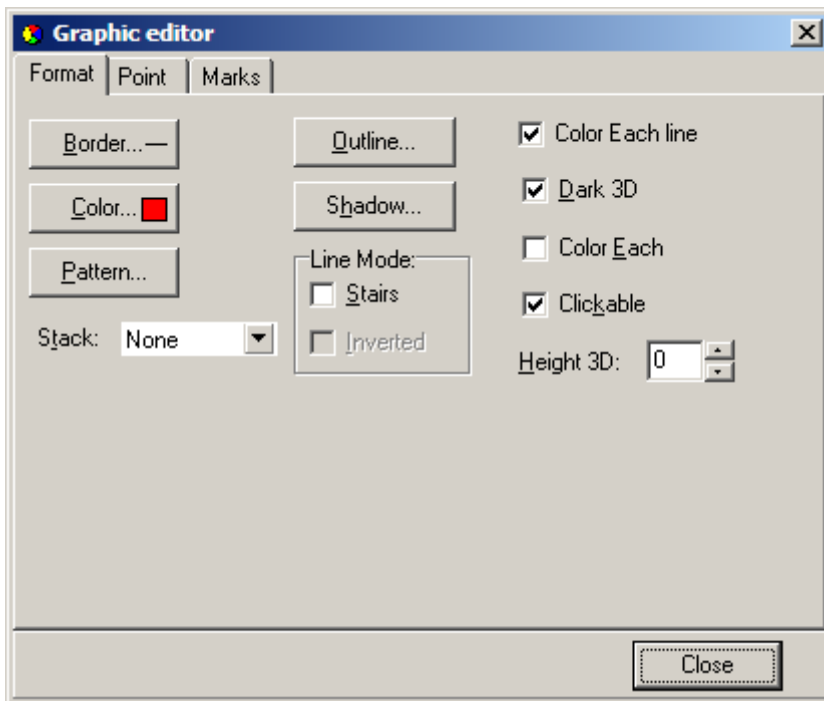 Graphic editor
Format Point Marks
Border...
Color...
Pattern...
Stack: None
Outline...
Shadow...
Line Mode:
Stairs
Inverted
Color Each line
Dark 3D
Color Each
Clickable
Height 3D: 0
Close